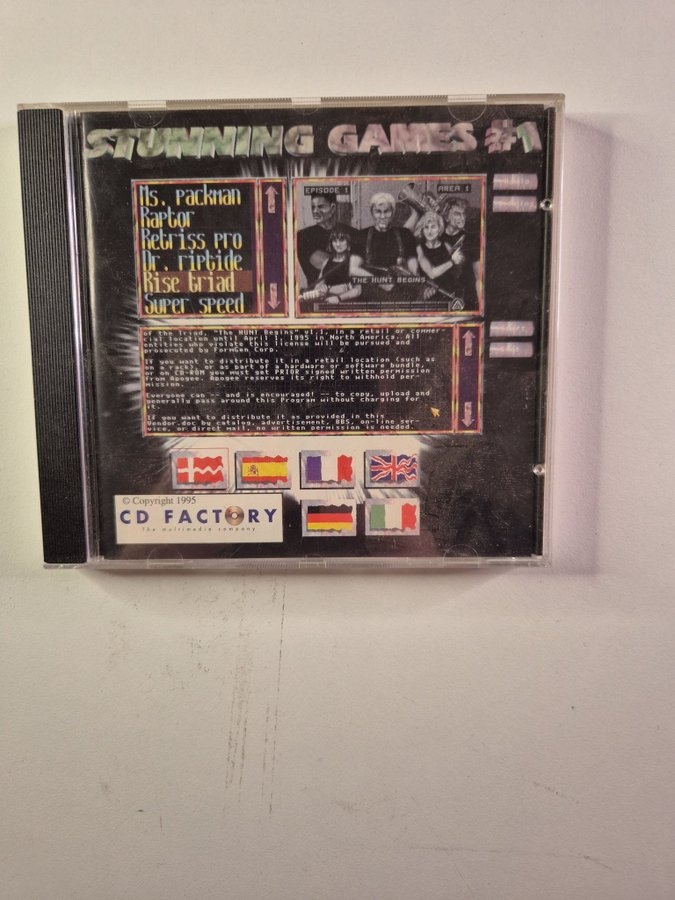 STUNNING GAMES #1
Ms. packman
Raptor
Retriss pro
Dr. riptide
Rise triad
Super speed
EPISODE 1
AREA 1
THE HUNT BEGINS
of the Triad, "The HUNT Begins" v1.1, in a retail or commer-
cial location until April 1, 1995 in North America. All
entities who violate this license will be pursued and
prosecuted by FormGen Corp.
If you want to distribute it in a retail location (such as
on a rack), or as part of a hardware or software bundle,
or on CD-ROM you must get PRIOR signed written permission
from Apogee. Apogee reserves its right to withhold per-
mission.
Everyone can -- and is encouraged! -- to copy, upload and
generally pass around this Program without charging for
it.
If you want to distribute it as provided in this
Vendor.doc by catalog, advertisement, BBS, on-line ser-
vice, or direct mail, no written permission is needed.
© Copyright 1995
CD FACTORY
The multimedia company